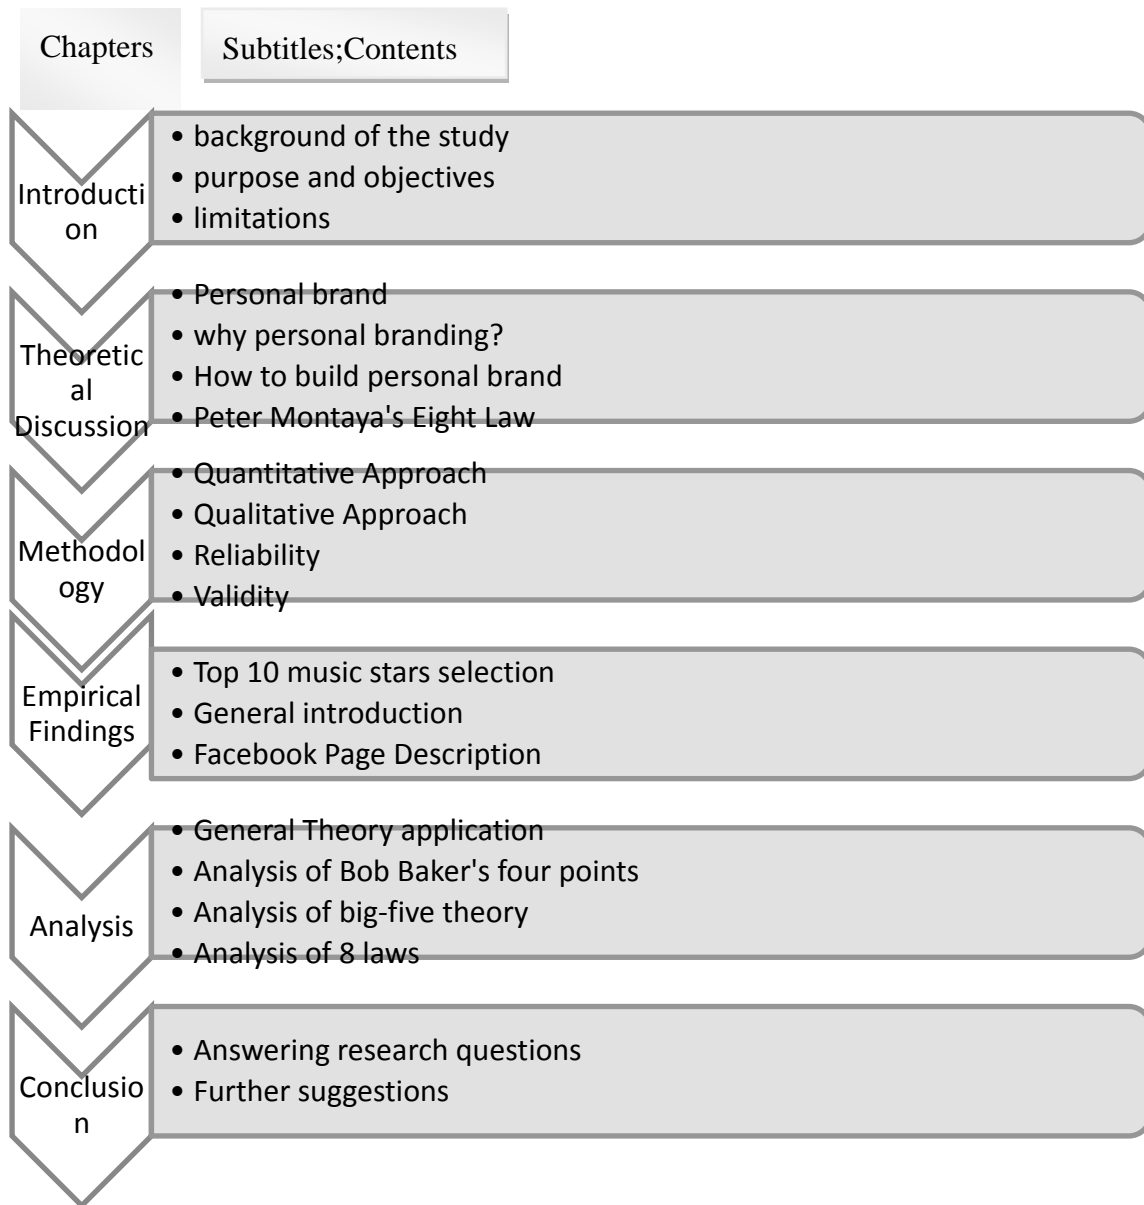 Chapters
Subtitles;Contents
Introducti
on
• background of the study
• purpose and objectives
• limitations
Theoretic
al
Discussion
• Personal brand
• why personal branding?
• How to build personal brand
• Peter Montaya's Eight Law
Methodol
ogy
• Quantitative Approach
• Qualitative Approach
• Reliability
• Validity
Empirical
Findings
• Top 10 music stars selection
• General introduction
• Facebook Page Description
Analysis
• General Theory application
• Analysis of Bob Baker's four points
• Analysis of big-five theory
• Analysis of 8 laws
Conclusio
n
• Answering research questions
• Further suggestions